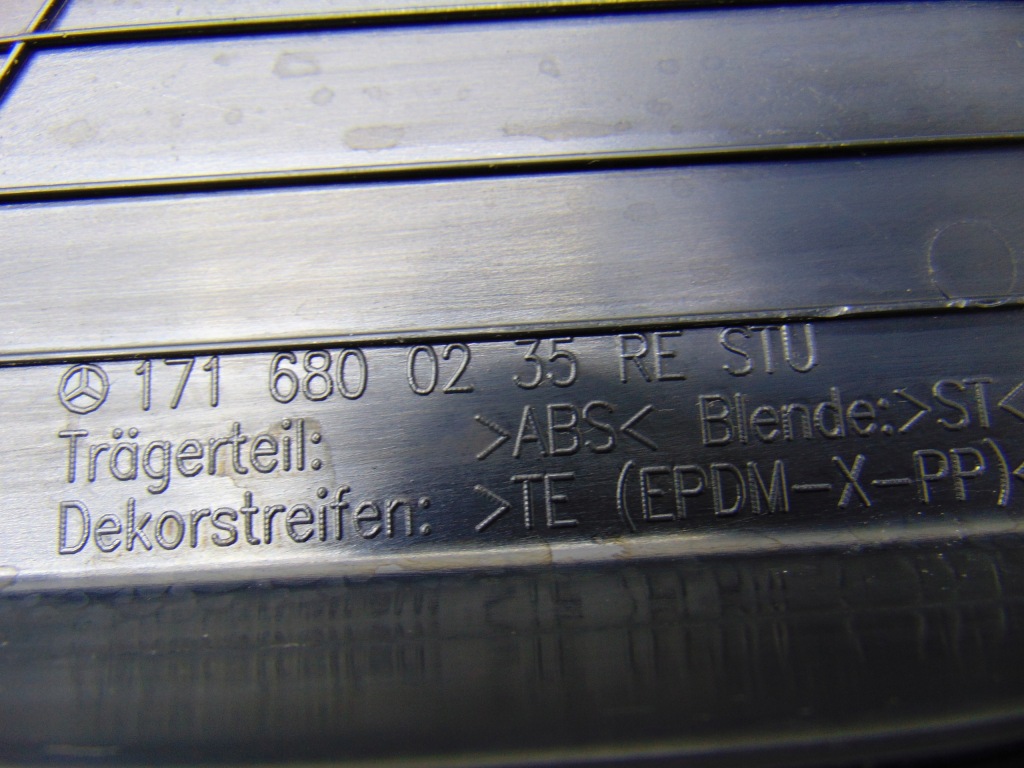 171 680 02 35 RE STU
Trägerteil: >ABS< Blende:>ST<
Dekorstreifen: >TE (EPDM-X-PP)<